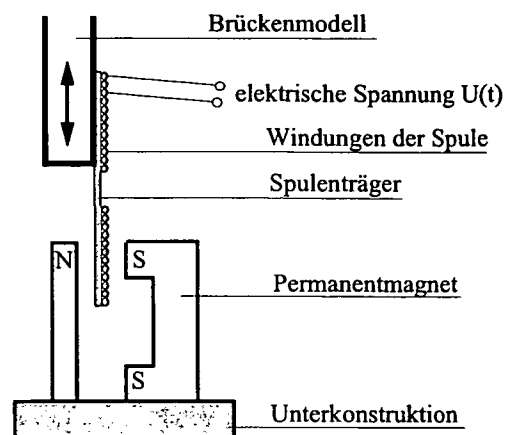 Brückenmodell
elektrische Spannung U(t)
Windungen der Spule
Spulenträger
N
S
Permanentmagnet
S
Unterkonstruktion